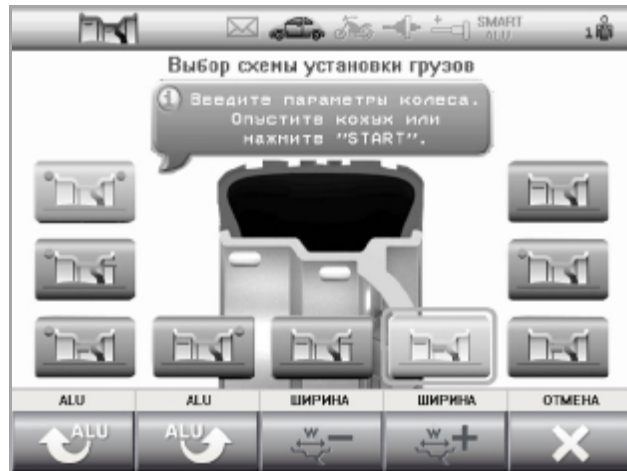 SMART
ALU
1
Выбор схемы установки грузов
Введите параметры колеса.
Опустите кожух или
нажмите "START".
ALU
ALU
ШИРИНА
ШИРИНА
ОТМЕНА
ALU
ALU
W
W